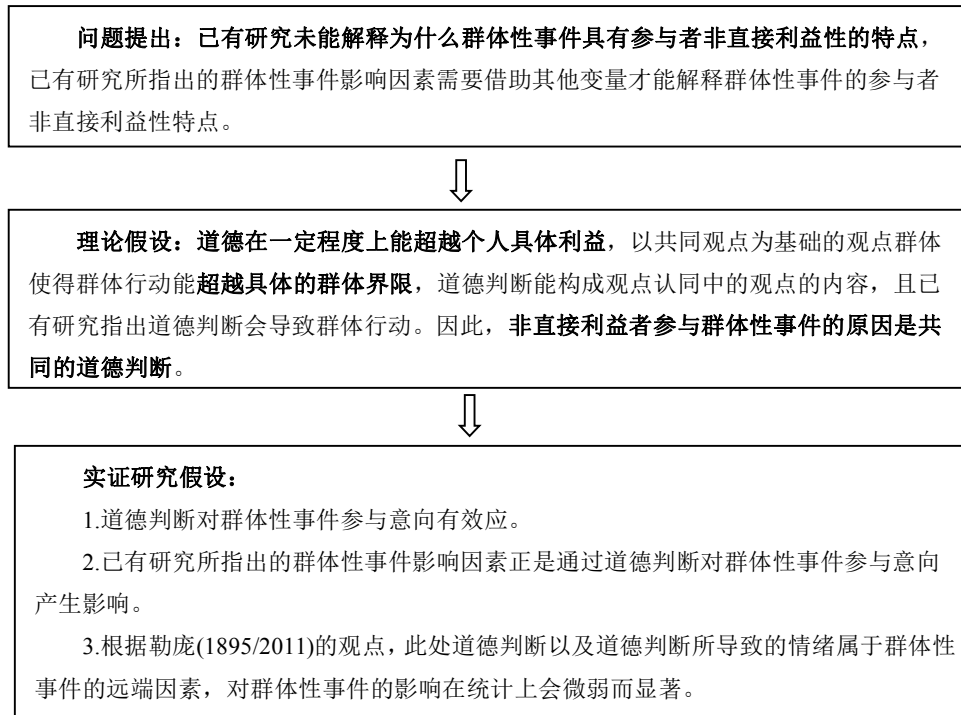 问题提出：已有研究未能解释为什么群体性事件具有参与者非直接利益性的特点，
已有研究所指出的群体性事件影响因素需要借助其他变量才能解释群体性事件的参与者
非直接利益性特点。
理论假设：道德在一定程度上能超越个人具体利益，以共同观点为基础的观点群体
使得群体行动能超越具体的群体界限，道德判断能构成观点认同中的观点的内容，且已
有研究指出道德判断会导致群体行动。因此，非直接利益者参与群体性事件的原因是共
同的道德判断。
实证研究假设：
1.道德判断对群体性事件参与意向有效应。
2.已有研究所指出的群体性事件影响因素正是通过道德判断对群体性事件参与意向
产生影响。
3.根据勒庞(1895/2011)的观点，此处道德判断以及道德判断所导致的情绪属于群体性
事件的远端因素，对群体性事件的影响在统计上会微弱而显著。